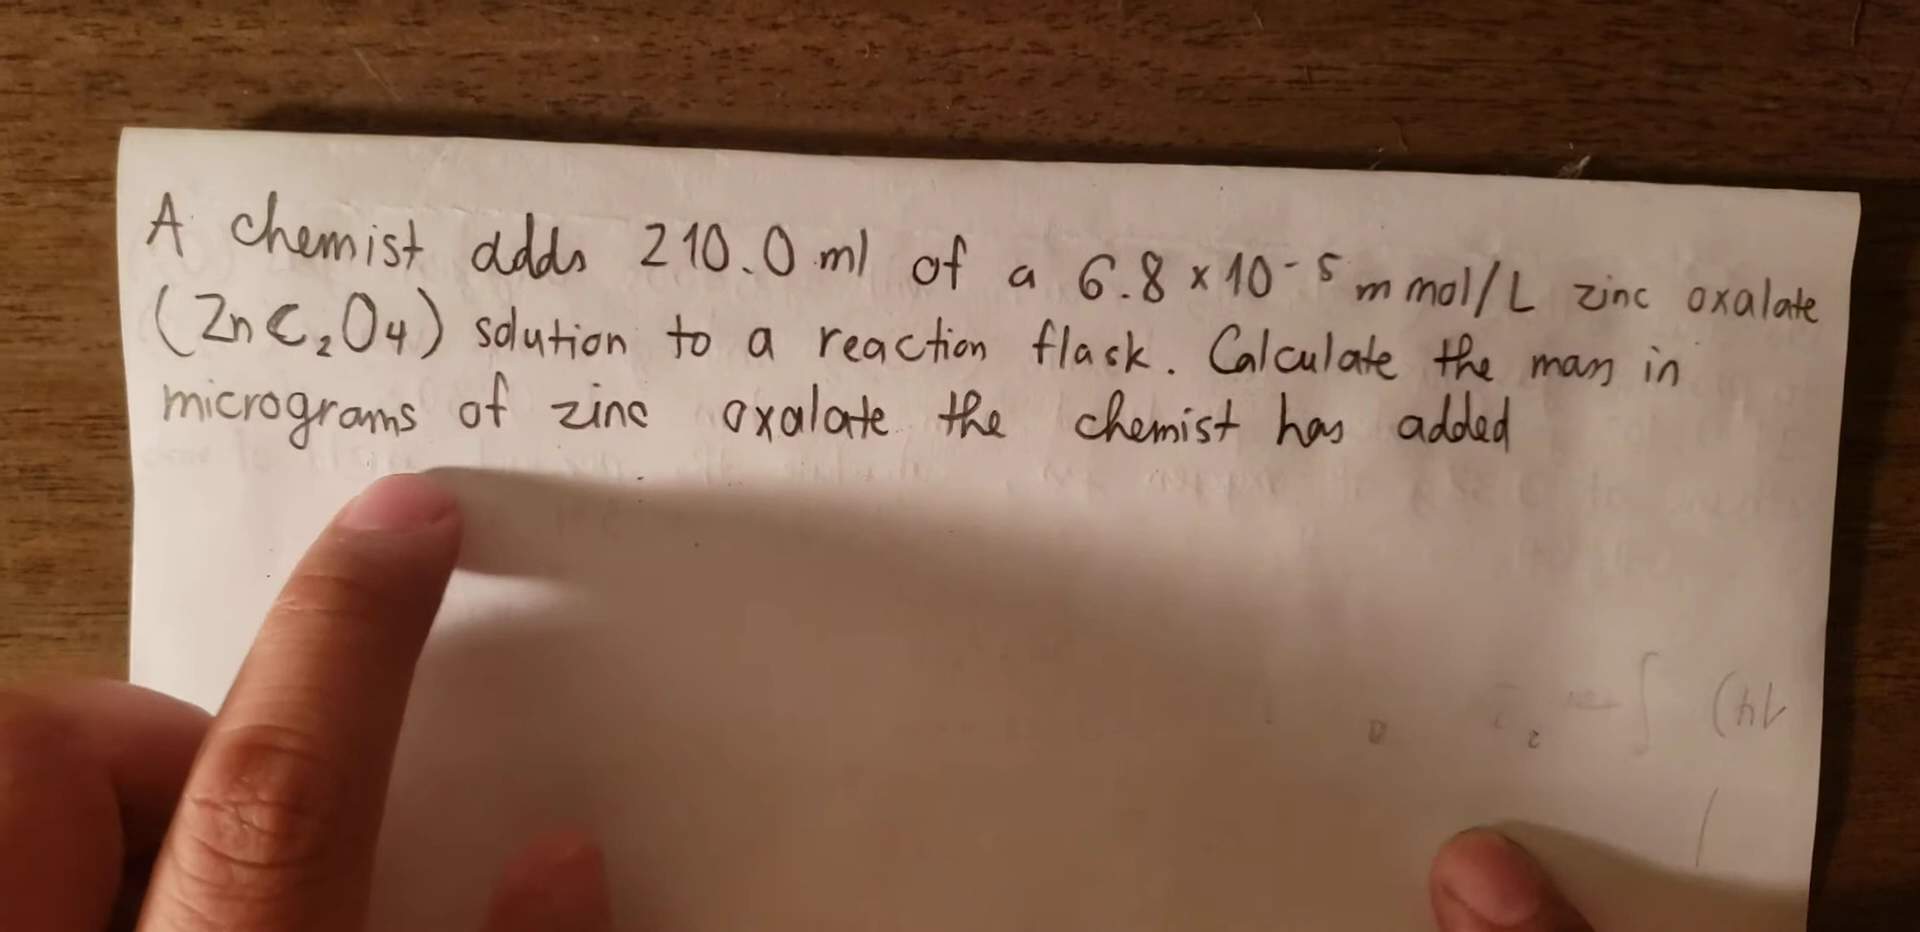 A chemist adds 210.0 ml of a 6.8 × 10⁻⁵ m mol/L zinc oxalate
(ZnC₂O₄) solution to a reaction flask. Calculate the mass in
micrograms of zinc oxalate the chemist has added